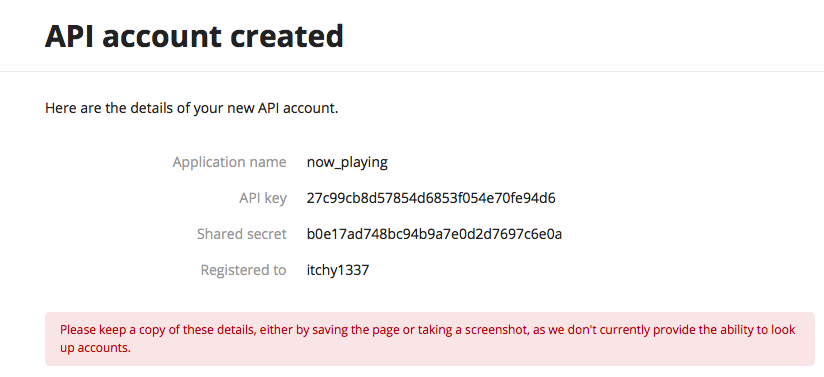 API account created
Here are the details of your new API account.
Application name now_playing
API key 27c99cb8d57854d6853f054e70fe94d6
Shared secret b0e17ad748bc94b9a7e0d2d7697c6e0a
Registered to itchy1337
Please keep a copy of these details, either by saving the page or taking a screenshot, as we don't currently provide the ability to look
up accounts.